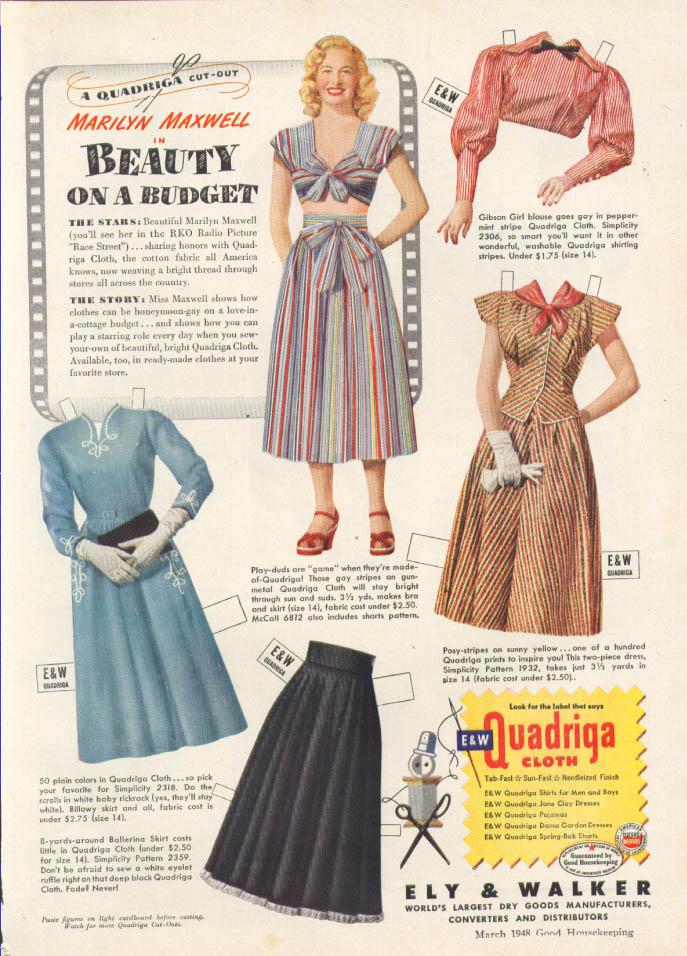 A QUADRIGA CUT-OUT
MARILYN MAXWELL
IN
BEAUTY
ON A BUDGET
THE STARS: Beautiful Marilyn Maxwell
(you'll see her in the RKO Radio Picture
"Race Street") . . . sharing honors with Quad-
riga Cloth, the cotton fabric all America
knows, now weaving a bright thread through
stores all across the country.
THE STORY: Miss Maxwell shows how
clothes can be honeymoon-gay on a love-in-
a-cottage budget . . . and shows how you can
play a starring role every day when you sew-
your-own of beautiful, bright Quadriga Cloth.
Available, too, in ready-made clothes at your
favorite store.
E&W
QUADRIGA
Gibson Girl blouse goes gay in pepper-
mint stripe Quadriga Cloth. Simplicity
2306, so smart you'll want it in other
wonderful, washable Quadriga shirting
stripes. Under $1.75 (size 14).
Play-duds are "game" when they're made-
of-Quadriga! Those gay stripes on gun-
metal Quadriga Cloth will stay bright
through sun and suds. 3½ yds. makes bra
and skirt (size 14), fabric cost under $2.50.
McCall 6812 also includes shorts pattern.
E&W
QUADRIGA
Posy-stripes on sunny yellow . . . one of a hundred
Quadriga prints to inspire you! This two-piece dress,
Simplicity Pattern 1932, takes just 3½ yards in
size 14 (fabric cost under $2.50)..
E&W
QUADRIGA
E&W
QUADRIGA
50 plain colors in Quadriga Cloth . . . so pick
your favorite for Simplicity 2318. Do the
scrolls in white baby rickrack (yes, they'll stay
white). Billowy skirt and all, fabric cost is
under $2.75 (size 14).
8-yards-around Ballerina Skirt costs
little in Quadriga Cloth (under $2.50
for size 14). Simplicity Pattern 2359.
Don't be afraid to sew a white eyelet
ruffle right on that deep black Quadriga
Cloth. Fade? Never!
Paste figures on light cardboard before cutting.
Watch for more Quadriga Cut-Outs.
Look for the label that says
E&W Quadriga
CLOTH
Tub-Fast ☆ Sun-Fast ☆ Needleized Finish
E&W Quadriga Shirts for Men and Boys
E&W Quadriga Jane Clay Dresses
E&W Quadriga Pajamas
E&W Quadriga Dama Gordon Dresses
E&W Quadriga Spring-Bak Shorts
Guaranteed by
Good Housekeeping
ELY & WALKER
WORLD'S LARGEST DRY GOODS MANUFACTURERS,
CONVERTERS AND DISTRIBUTORS
March 1948 Good Housekeeping